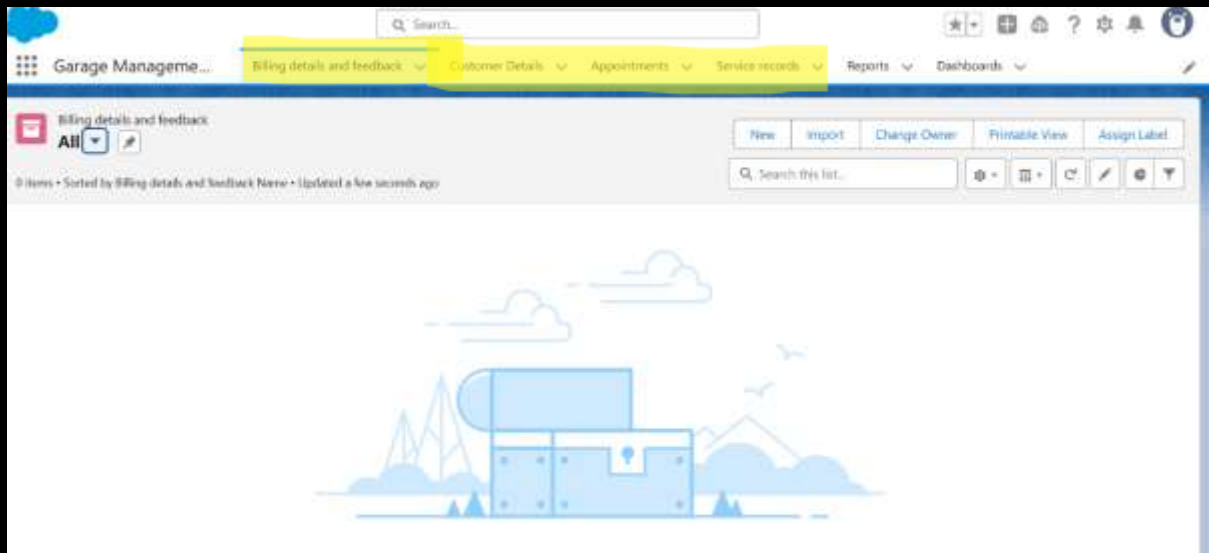 Search...
Garage Manageme... Billing details and feedback Customer Details Appointments Service records Reports Dashboards
Billing details and feedback
All
New Import Change Owner Printable View Assign Label
0 items • Sorted by Billing details and feedback Name • Updated a few seconds ago
Search this list...